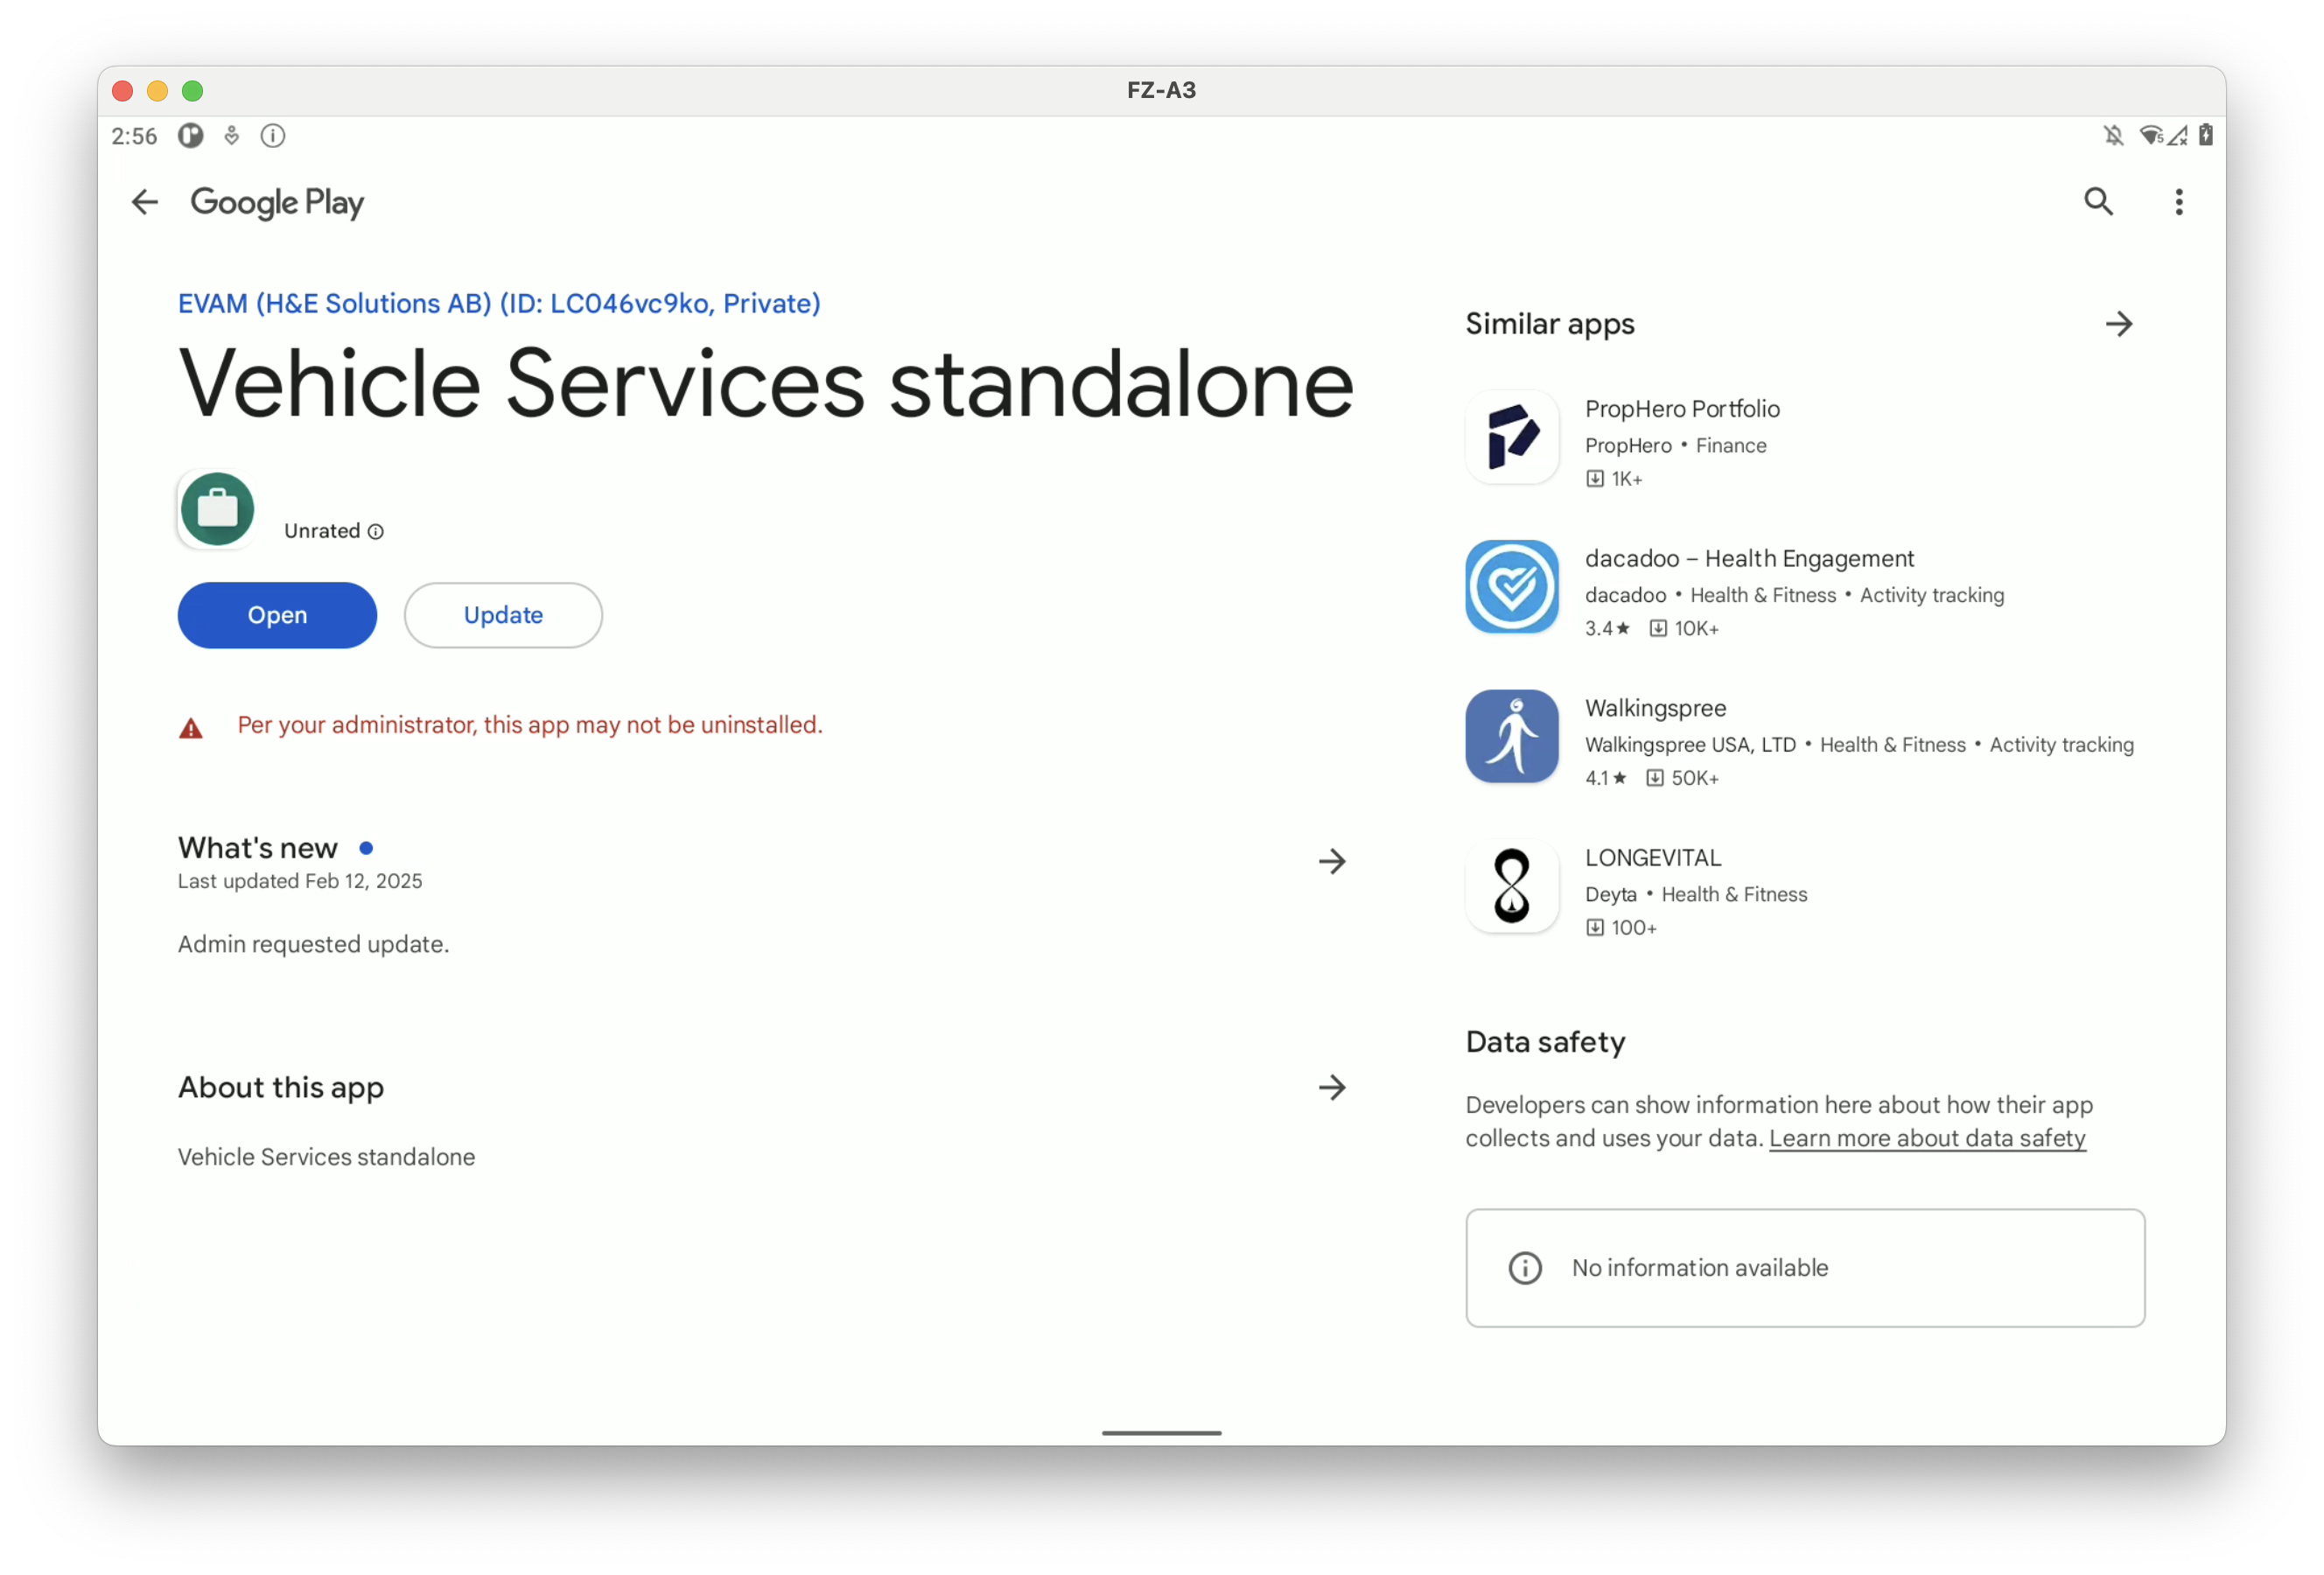 FZ-A3
2:56
Google Play
EVAM (H&E Solutions AB) (ID: LC046vc9ko, Private)
Vehicle Services standalone
Unrated
Open
Update
Per your administrator, this app may not be uninstalled.
What's new
Last updated Feb 12, 2025
Admin requested update.
About this app
Vehicle Services standalone
Similar apps
PropHero Portfolio
PropHero • Finance
1K+
dacadoo – Health Engagement
dacadoo • Health & Fitness • Activity tracking
3.4★ 10K+
Walkingspree
Walkingspree USA, LTD • Health & Fitness • Activity tracking
4.1★ 50K+
LONGEVITAL
Deyta • Health & Fitness
100+
Data safety
Developers can show information here about how their app
collects and uses your data. Learn more about data safety
No information available